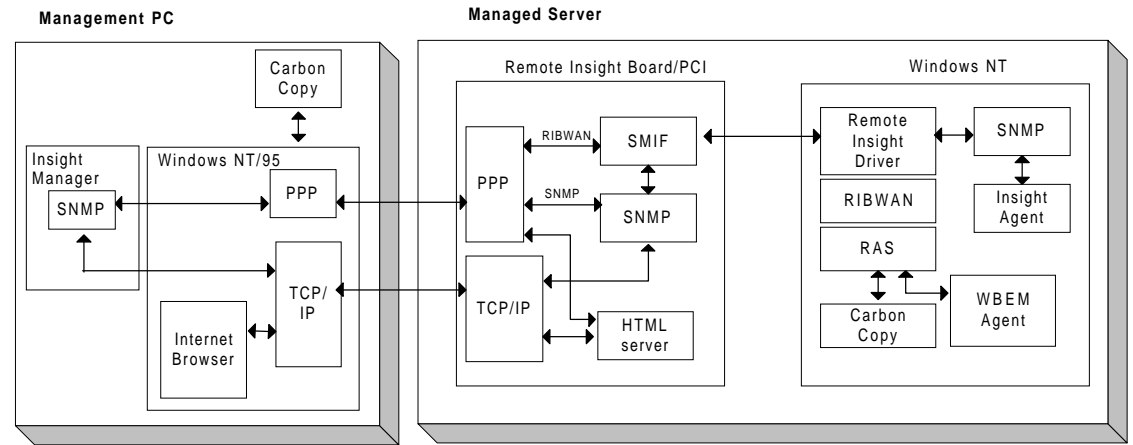 Management PC
Managed Server
Carbon
Copy
Insight
Manager
SNMP
Windows NT/95
PPP
TCP/
IP
Internet
Browser
Remote Insight Board/PCI
PPP
RIBWAN
SMIF
SNMP
SNMP
TCP/IP
HTML
server
Windows NT
Remote
Insight
Driver
SNMP
RIBWAN
Insight
Agent
RAS
Carbon
Copy
WBEM
Agent